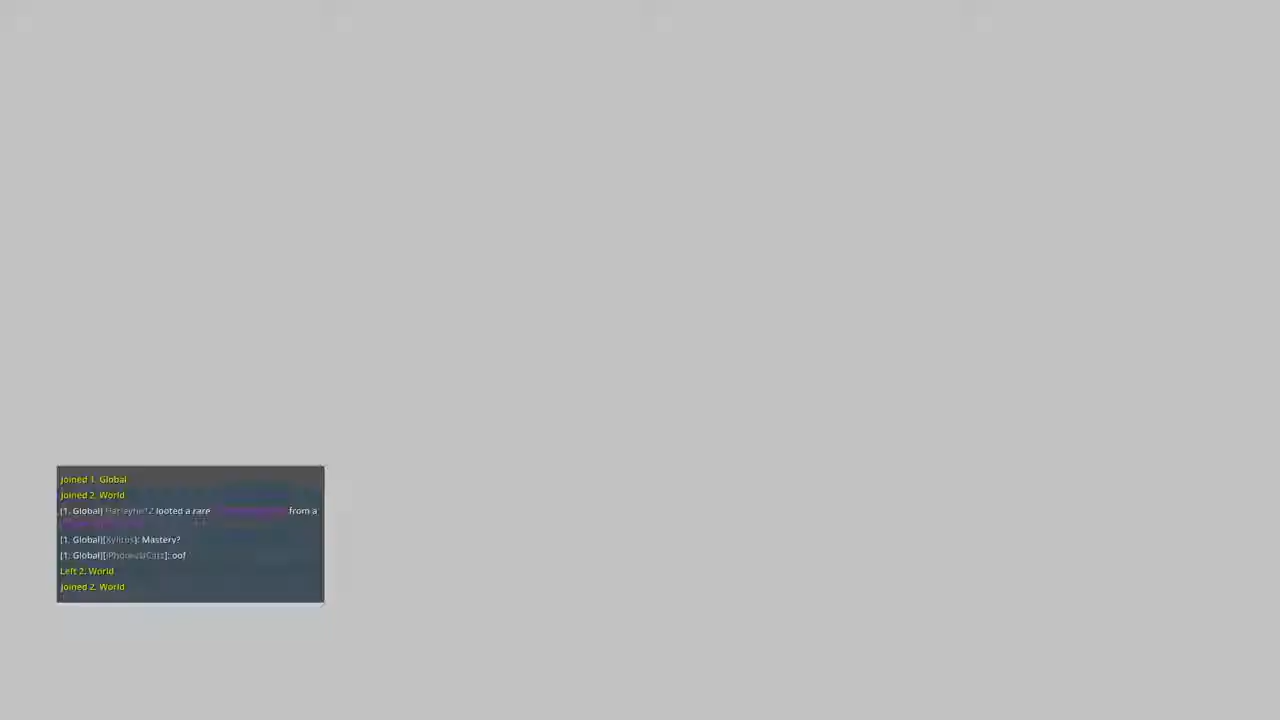 Joined 1. Global
Joined 2. World
[1. Global] looted a rare from a
[1. Global][Xylitos]: Mastery?
[1. Global][ ]: oof
Left 2. World
Joined 2. World